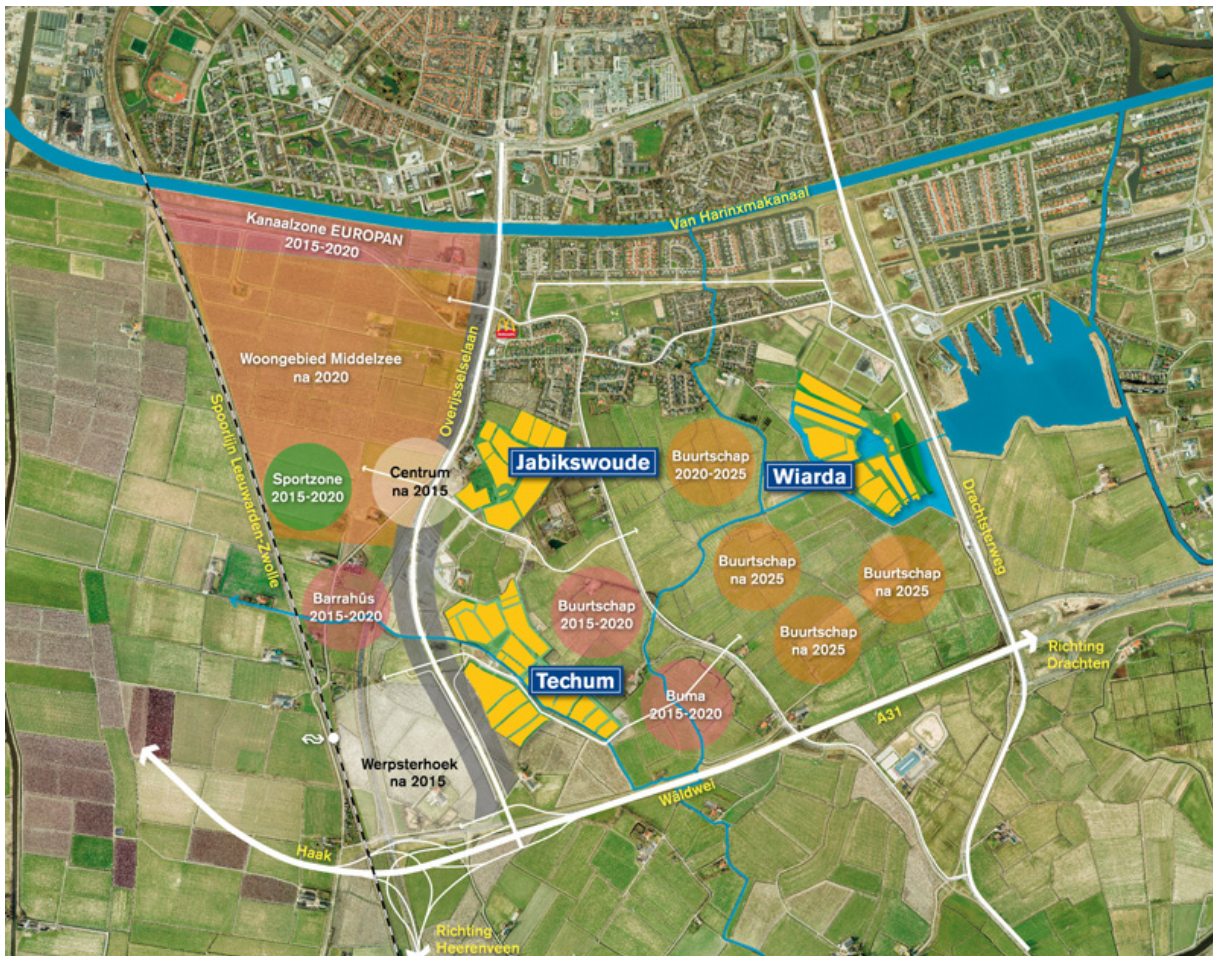 Van Harinxmakanaal
Kanaalzone EUROPAN
2015-2020
Overijsselselaan
Woongebied Middelzee
na 2020
Spoorlijn Leeuwarden-Zwolle
Sportzone
2015-2020
Centrum
na 2015
Jabikswoude
Buurtschap
2020-2025
Wiarda
Drachtsterweg
Barrahûs
2015-2020
Buurtschap
2015-2020
Buurtschap
na 2025
Buurtschap
na 2025
Buurtschap
na 2025
Techum
Buma
2015-2020
Richting
Drachten
A31
Wâldwei
Werpsterhoek
na 2015
Haak
Richting
Heerenveen